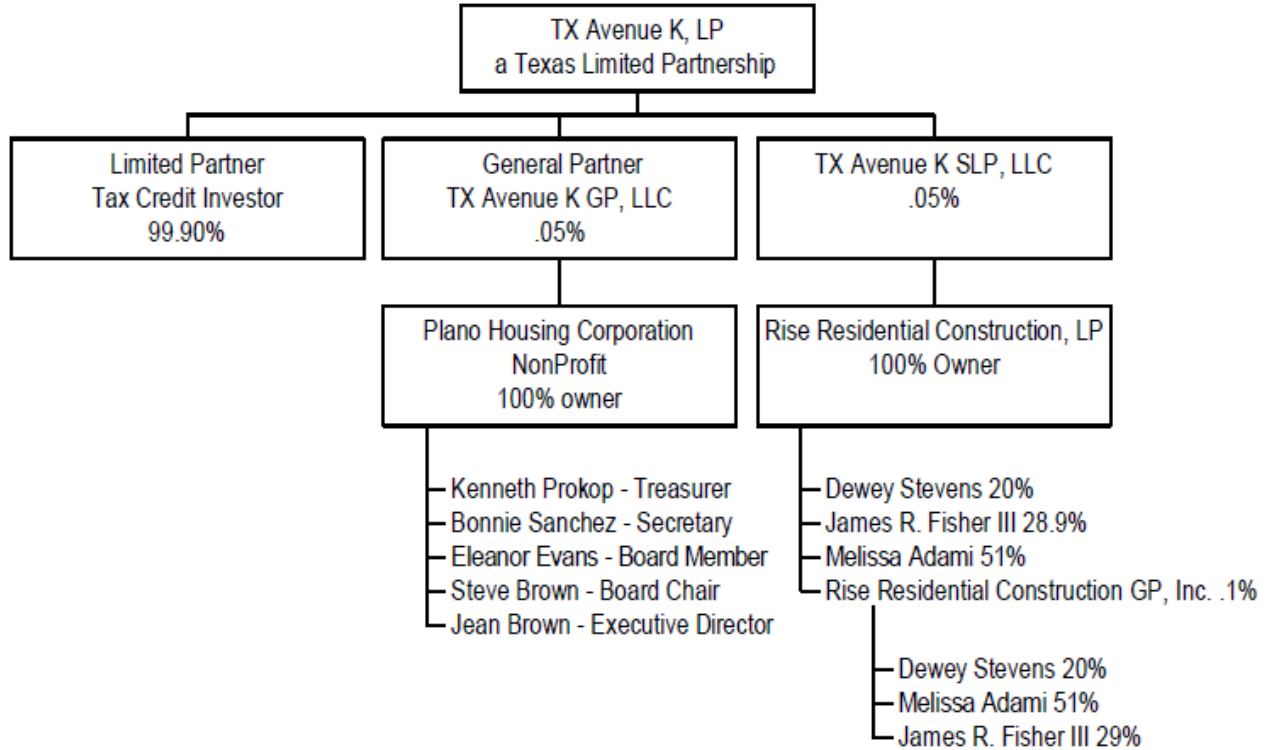 TX Avenue K, LP
a Texas Limited Partnership
Limited Partner
Tax Credit Investor
99.90%
General Partner
TX Avenue K GP, LLC
.05%
TX Avenue K SLP, LLC
.05%
Plano Housing Corporation
NonProfit
100% owner
Rise Residential Construction, LP
100% Owner
Kenneth Prokop - Treasurer
Bonnie Sanchez - Secretary
Eleanor Evans - Board Member
Steve Brown - Board Chair
Jean Brown - Executive Director
Dewey Stevens 20%
James R. Fisher III 28.9%
Melissa Adami 51%
Rise Residential Construction GP, Inc. .1%
Dewey Stevens 20%
Melissa Adami 51%
James R. Fisher III 29%